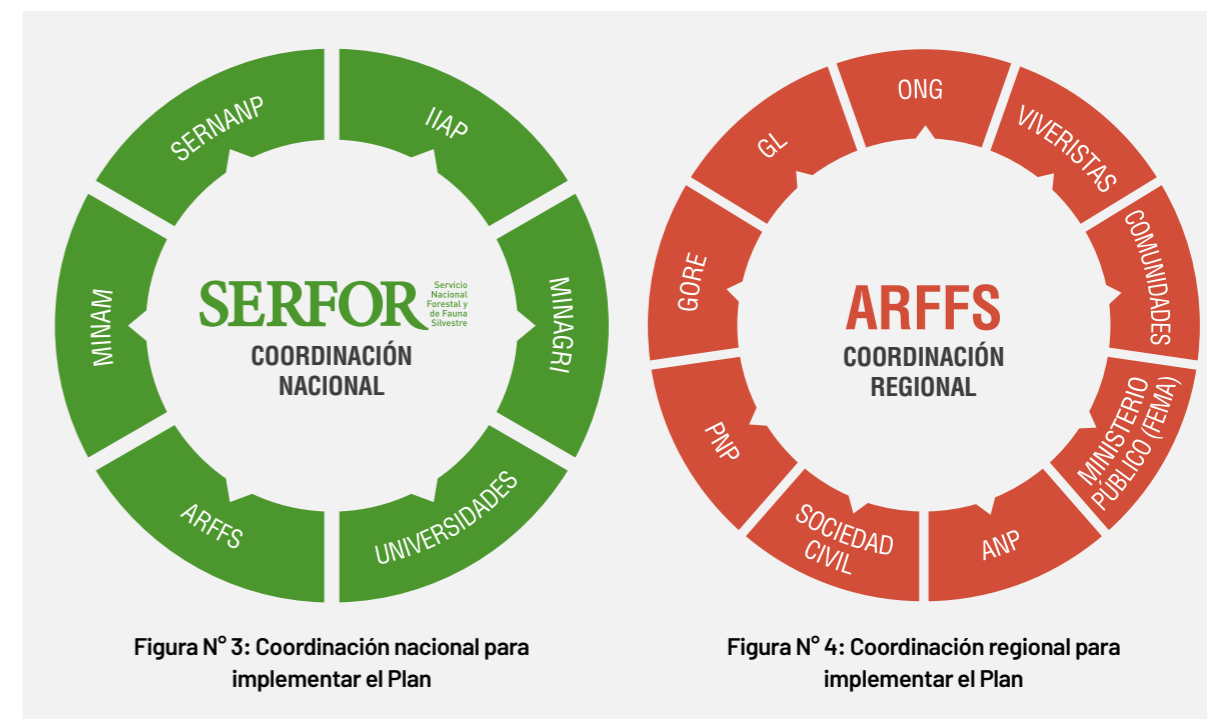 SERNANP
IIAP
MINAM
MINAGRI
ARFFS
UNIVERSIDADES
SERFOR
Servicio
Nacional
Forestal y
de Fauna
Silvestre
COORDINACIÓN
NACIONAL
Figura N° 3: Coordinación nacional para
implementar el Plan
ONG
GL
VIVERISTAS
GORE
COMUNIDADES
PNP
MINISTERIO
PÚBLICO (FEMA)
SOCIEDAD
CIVIL
ANP
ARFFS
COORDINACIÓN
REGIONAL
Figura N° 4: Coordinación regional para
implementar el Plan